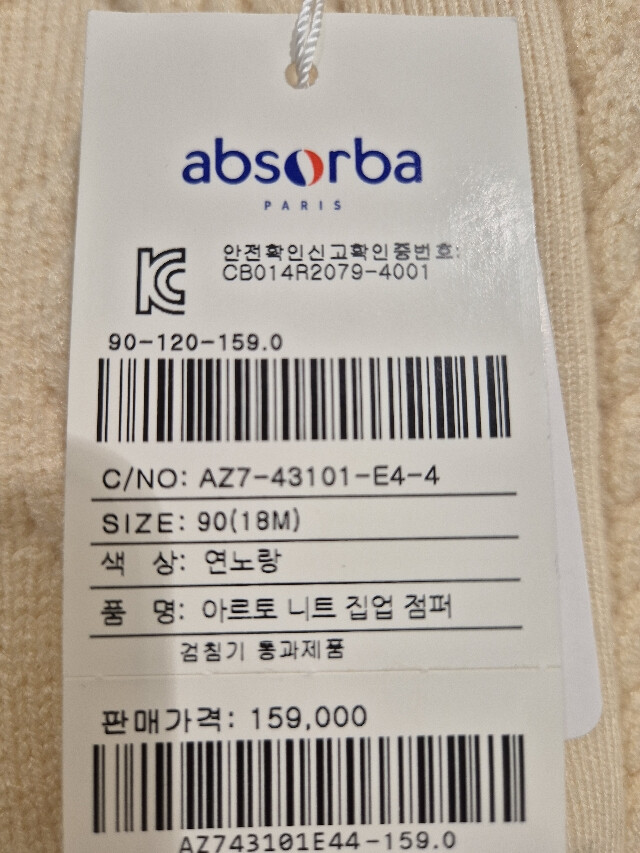 absorba
PARIS
안전확인신고확인증번호:
CB014R2079-4001
90-120-159.0
C/NO: AZ7-43101-E4-4
SIZE: 90(18M)
색 상: 연노랑
품 명: 아르토 니트 집업 점퍼
검침기 통과제품
판매가격: 159,000
AZ743101E44-159.0